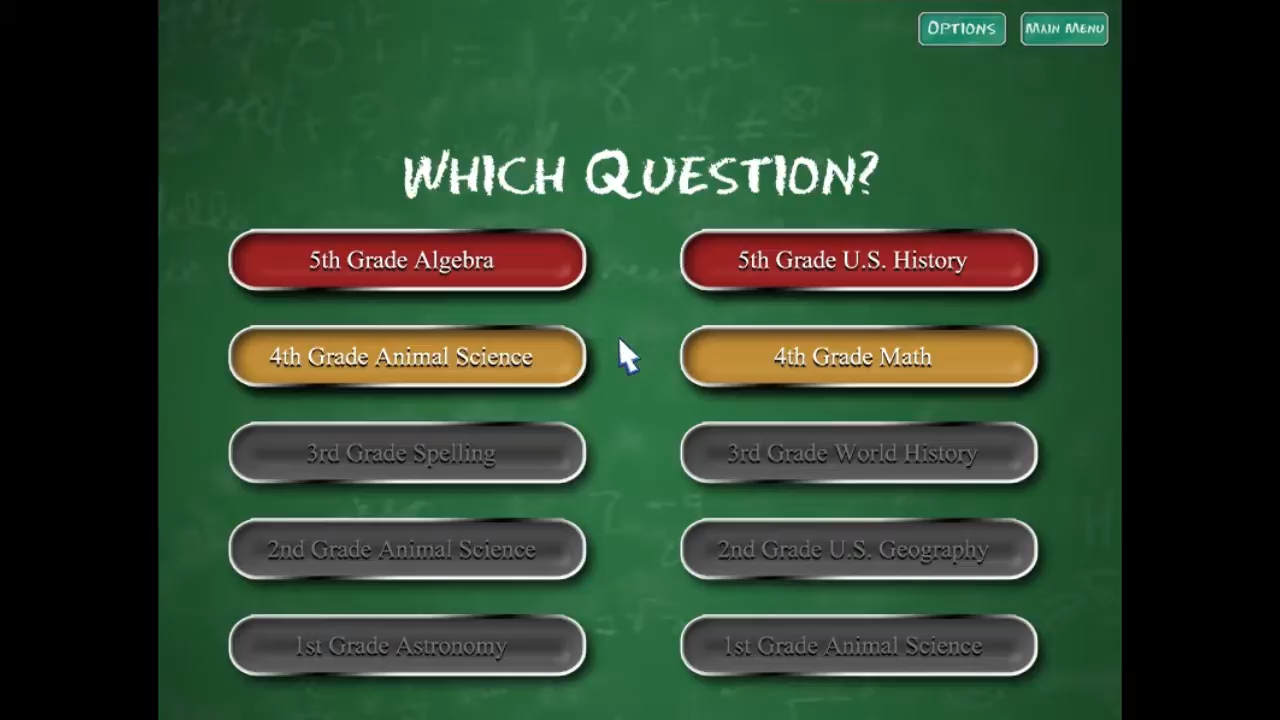 Options Main Menu
Which Question?
5th Grade Algebra
5th Grade U.S. History
4th Grade Animal Science
4th Grade Math
3rd Grade Spelling
3rd Grade World History
2nd Grade Animal Science
2nd Grade U.S. Geography
1st Grade Astronomy
1st Grade Animal Science